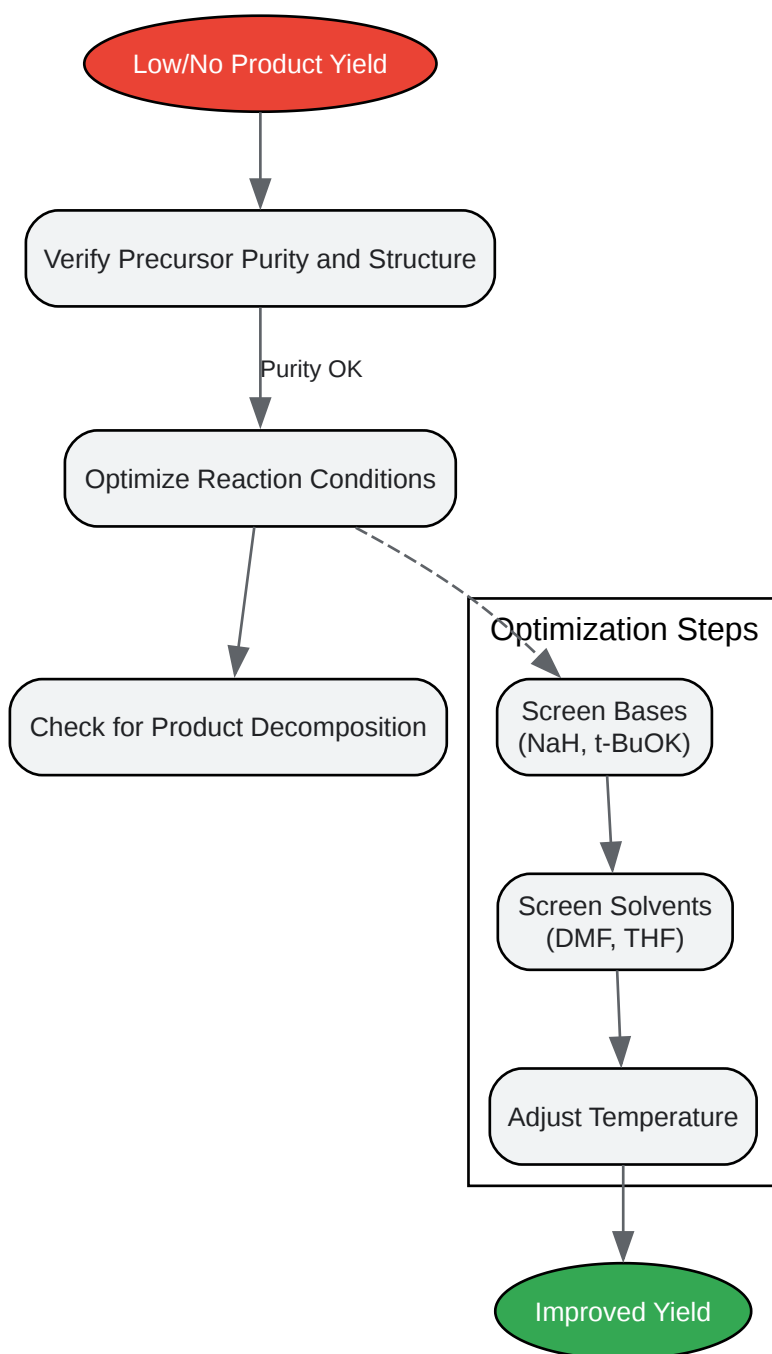 Low/No Product Yield
Verify Precursor Purity and Structure
Purity OK
Optimize Reaction Conditions
Optimization Steps
Check for Product Decomposition
Screen Bases
(NaH, t-BuOK)
Screen Solvents
(DMF, THF)
Adjust Temperature
Improved Yield